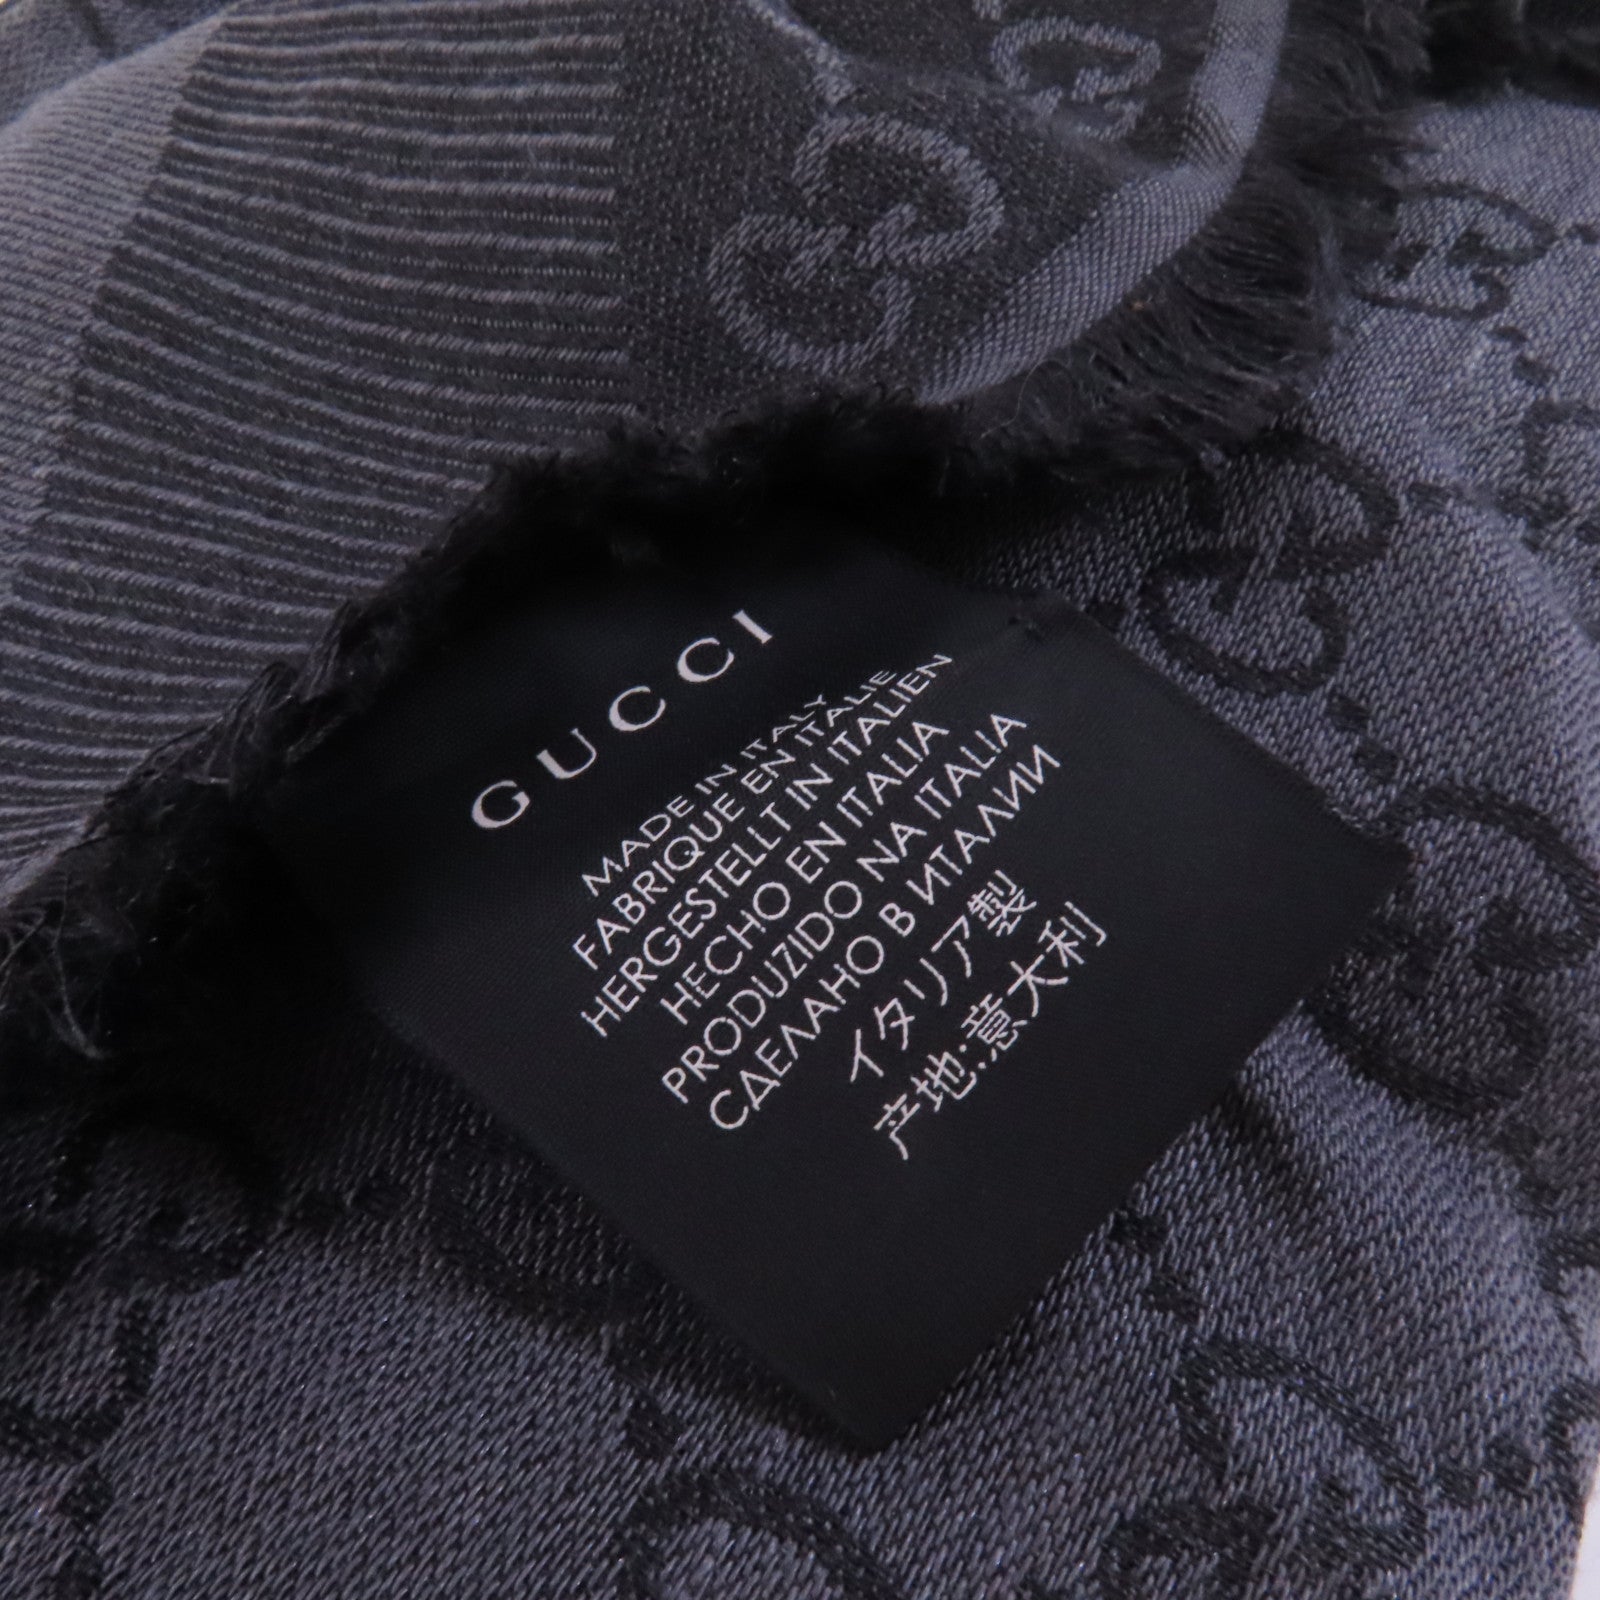 GUCCI
MADE IN ITALY
FABRIQUE EN ITALIE
HERGESTELLT IN ITALIEN
HECHO EN ITALIA
PRODUZIDO NA ITALIA
СДЕЛАНО В ИТАЛИИ
イタリア製
产地:意大利